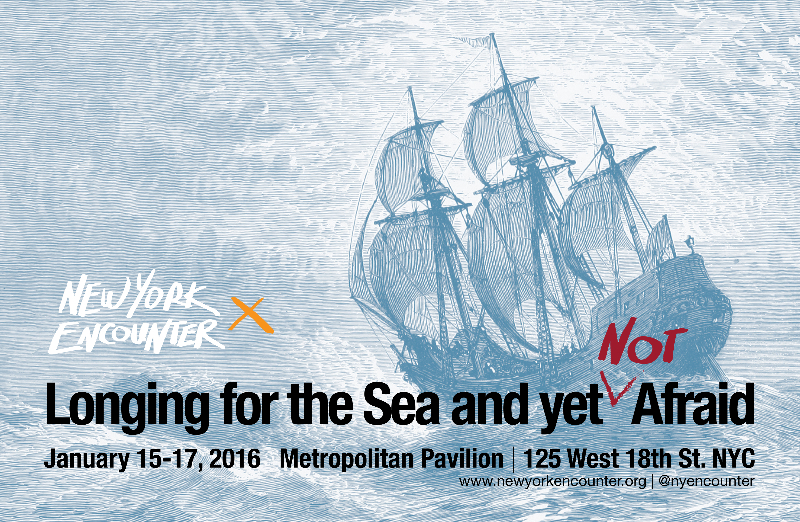 NEW YORK
ENCOUNTER X
NOT
Longing for the Sea and yet Afraid
January 15-17, 2016 Metropolitan Pavilion | 125 West 18th St. NYC
www.newyorkencounter.org | @nyencounter